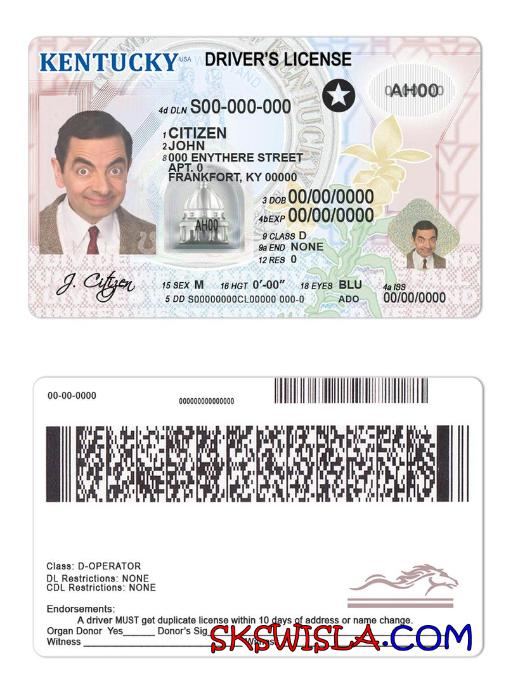 KENTUCKY USA DRIVER'S LICENSE
AH00
4d DLN S00-000-000
1 CITIZEN
2 JOHN
8 000 ENYTHERE STREET
APT. 0
FRANKFORT, KY 00000
3 DOB 00/00/0000
4b EXP 00/00/0000
AH00
9 CLASS D
9a END NONE
12 RES 0
J. Citizen
15 SEX M 16 HGT 0'-00" 18 EYES BLU
4a ISS
00/00/0000
5 DD S00000000CL00000 000-0 ADO
00-00-0000
000000000000000
Class: D-OPERATOR
DL Restrictions: NONE
CDL Restrictions: NONE
Endorsements:
A driver MUST get duplicate license within 10 days of address or name change.
Organ Donor Yes______ Donor's Sig
Witness
SKSWISLA.COM